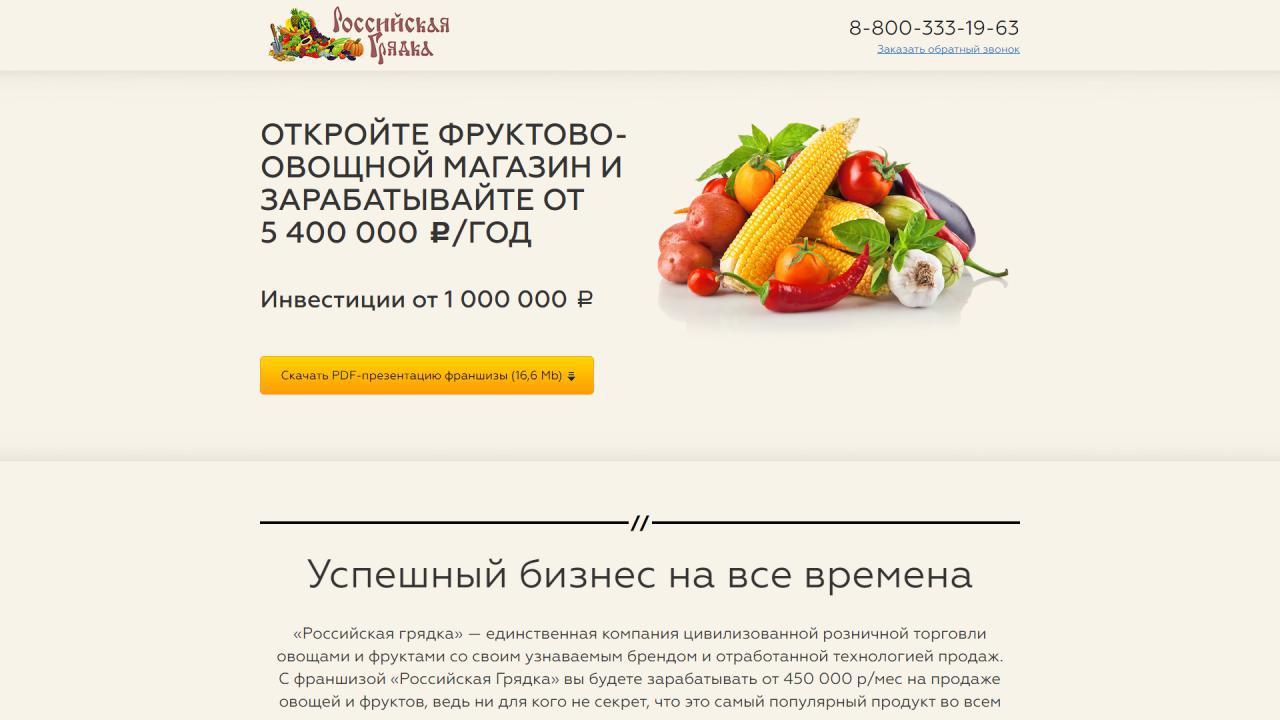 Российская
Грядка
8-800-333-19-63
Заказать обратный звонок
ОТКРОЙТЕ ФРУКТОВО-
ОВОЩНОЙ МАГАЗИН И
ЗАРАБАТЫВАЙТЕ ОТ
5 400 000 ₽/ГОД
Инвестиции от 1 000 000 ₽
Скачать PDF-презентацию франшизы (16,6 Mb)
//
Успешный бизнес на все времена
«Российская грядка» — единственная компания цивилизованной розничной торговли
овощами и фруктами со своим узнаваемым брендом и отработанной технологией продаж.
С франшизой «Российская Грядка» вы будете зарабатывать от 450 000 р/мес на продаже
овощей и фруктов, ведь ни для кого не секрет, что это самый популярный продукт во всем